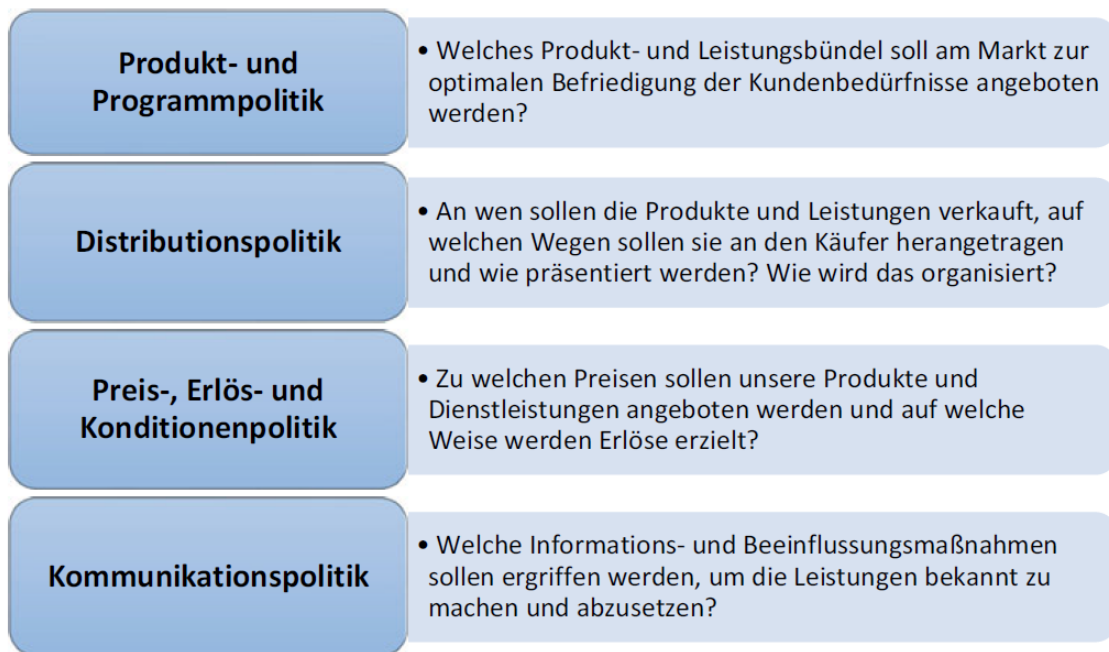 Produkt- und
Programmpolitik
• Welches Produkt- und Leistungsbündel soll am Markt zur
optimalen Befriedigung der Kundenbedürfnisse angeboten
werden?
Distributionspolitik
• An wen sollen die Produkte und Leistungen verkauft, auf
welchen Wegen sollen sie an den Käufer herangetragen
und wie präsentiert werden? Wie wird das organisiert?
Preis-, Erlös- und
Konditionenpolitik
• Zu welchen Preisen sollen unsere Produkte und
Dienstleistungen angeboten werden und auf welche
Weise werden Erlöse erzielt?
Kommunikationspolitik
• Welche Informations- und Beeinflussungsmaßnahmen
sollen ergriffen werden, um die Leistungen bekannt zu
machen und abzusetzen?